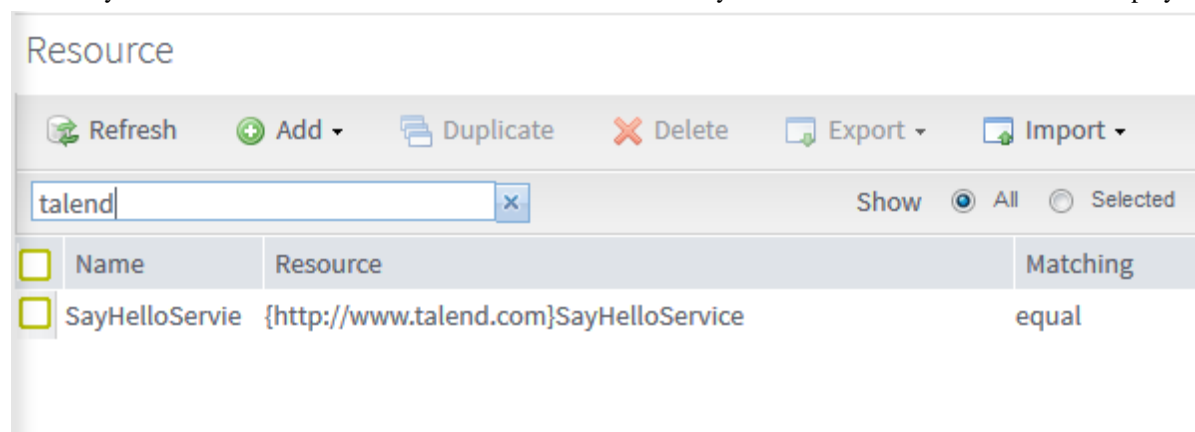 Resource
Refresh Add Duplicate Delete Export Import
talend Show All Selected
Name Resource Matching
SayHelloServie {http://www.talend.com}SayHelloService equal